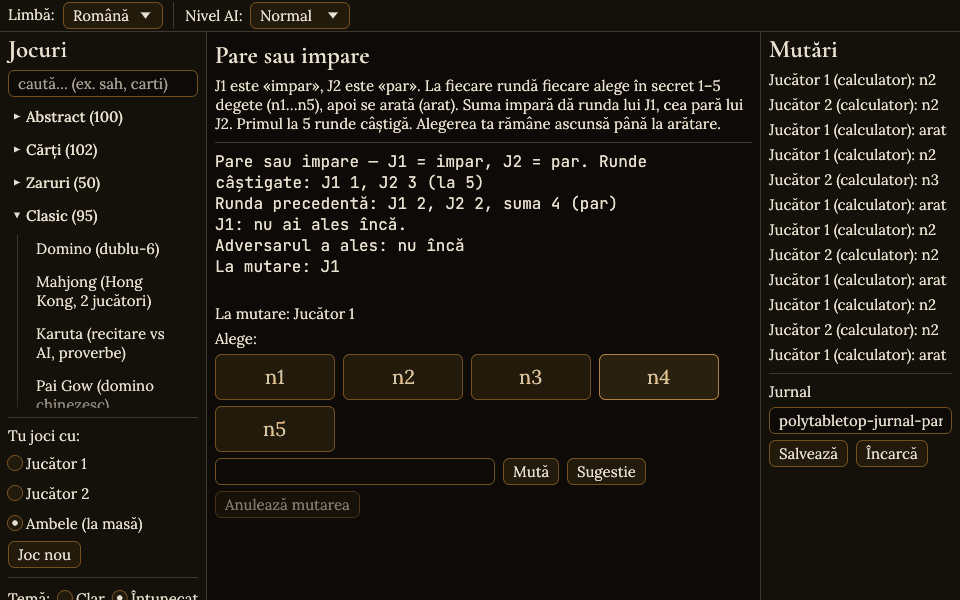 Limbă: Română Nivel AI: Normal
Jocuri
caută... (ex. sah, carti)
Abstract (100)
Cărți (102)
Zaruri (50)
Clasic (95)
Domino (dublu-6)
Mahjong (Hong
Kong, 2 jucători)
Karuta (recitare vs
AI, proverbe)
Pai Gow (domino
chinezesc)
Tu joci cu:
Jucător 1
Jucător 2
Ambele (la masă)
Joc nou
Temă: Clar Întunecat
Pare sau impare
J1 este «impar», J2 este «par». La fiecare rundă fiecare alege în secret 1–5
degete (n1…n5), apoi se arată (arat). Suma impară dă runda lui J1, cea pară lui
J2. Primul la 5 runde câștigă. Alegerea ta rămâne ascunsă până la arătare.
Pare sau impare — J1 = impar, J2 = par. Runde
câștigate: J1 1, J2 3 (la 5)
Runda precedentă: J1 2, J2 2, suma 4 (par)
J1: nu ai ales încă.
Adversarul a ales: nu încă
La mutare: J1
La mutare: Jucător 1
Alege:
n1 n2 n3 n4
n5
Mută Sugestie
Anulează mutarea
Mutări
Jucător 1 (calculator): n2
Jucător 2 (calculator): n2
Jucător 1 (calculator): arat
Jucător 1 (calculator): n2
Jucător 2 (calculator): n3
Jucător 1 (calculator): arat
Jucător 1 (calculator): n2
Jucător 2 (calculator): n2
Jucător 1 (calculator): arat
Jucător 1 (calculator): n2
Jucător 2 (calculator): n2
Jucător 1 (calculator): arat
Jurnal
polytabletop-jurnal-par
Salvează Încarcă